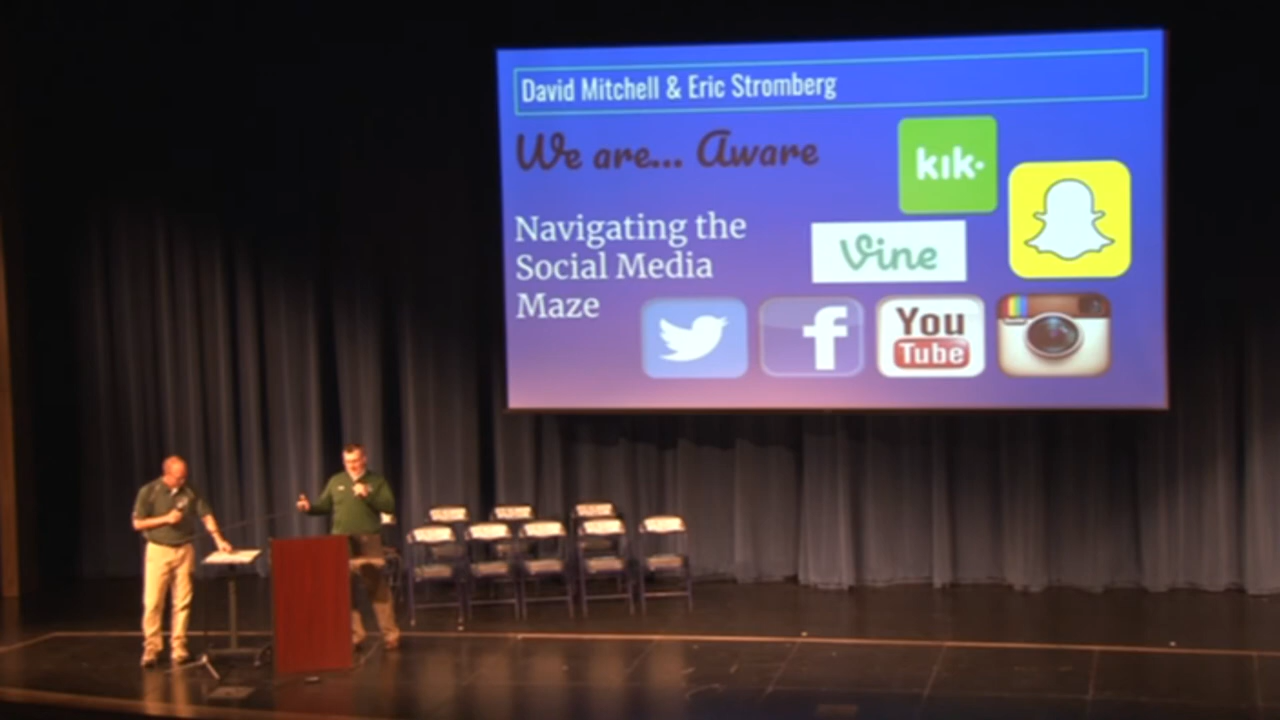 David Mitchell & Eric Stromberg
We are... Aware
kik
Navigating the
Social Media
Maze
Vine
f
You
Tube